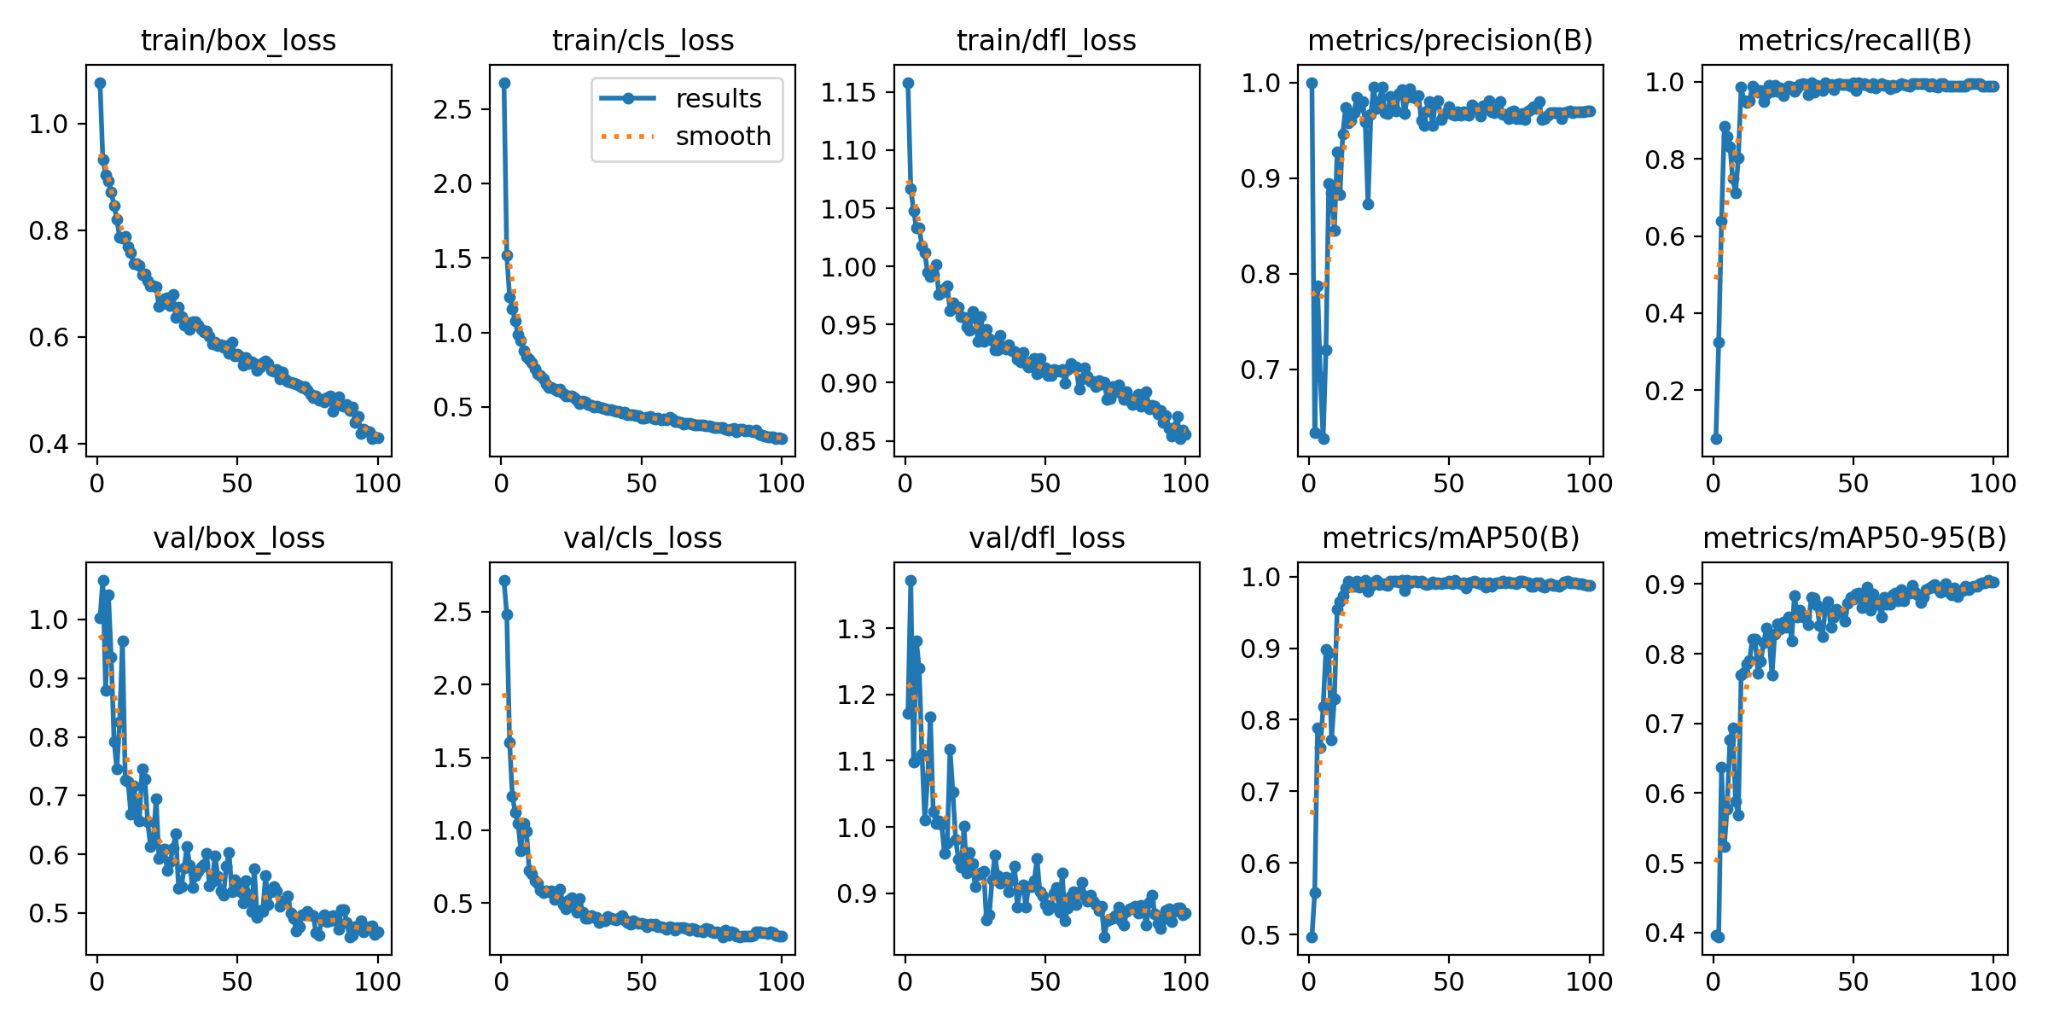 train/box_loss
train/cls_loss
train/dfl_loss
metrics/precision(B)
metrics/recall(B)
results
smooth
1.0
0.8
0.6
0.4
0 50 100
2.5
2.0
1.5
1.0
0.5
0 50 100
1.15
1.10
1.05
1.00
0.95
0.90
0.85
0 50 100
1.0
0.9
0.8
0.7
0 50 100
1.0
0.8
0.6
0.4
0.2
0 50 100
val/box_loss
val/cls_loss
val/dfl_loss
metrics/mAP50(B)
metrics/mAP50-95(B)
1.0
0.9
0.8
0.7
0.6
0.5
0 50 100
2.5
2.0
1.5
1.0
0.5
0 50 100
1.3
1.2
1.1
1.0
0.9
0 50 100
1.0
0.9
0.8
0.7
0.6
0.5
0 50 100
0.9
0.8
0.7
0.6
0.5
0.4
0 50 100